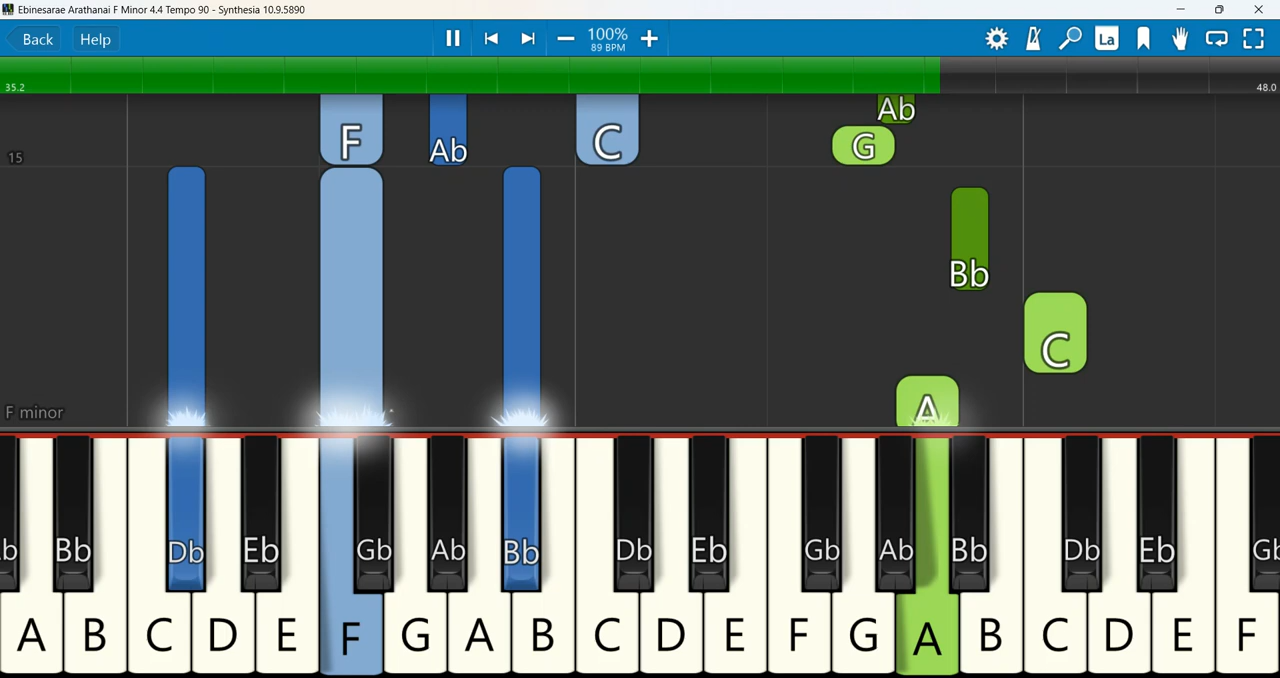 Ebinesarae Arathanai F Minor 4.4 Tempo 90 - Synthesia 10.9.5890
Back Help 100% La
89 BPM
35.2 48.0
F Ab C G Ab
15
Bb
C
F minor A
b Bb Db Eb Gb Ab Bb Db Eb Gb Ab Bb Db Eb Gb
A B C D E F G A B C D E F G A B C D E F